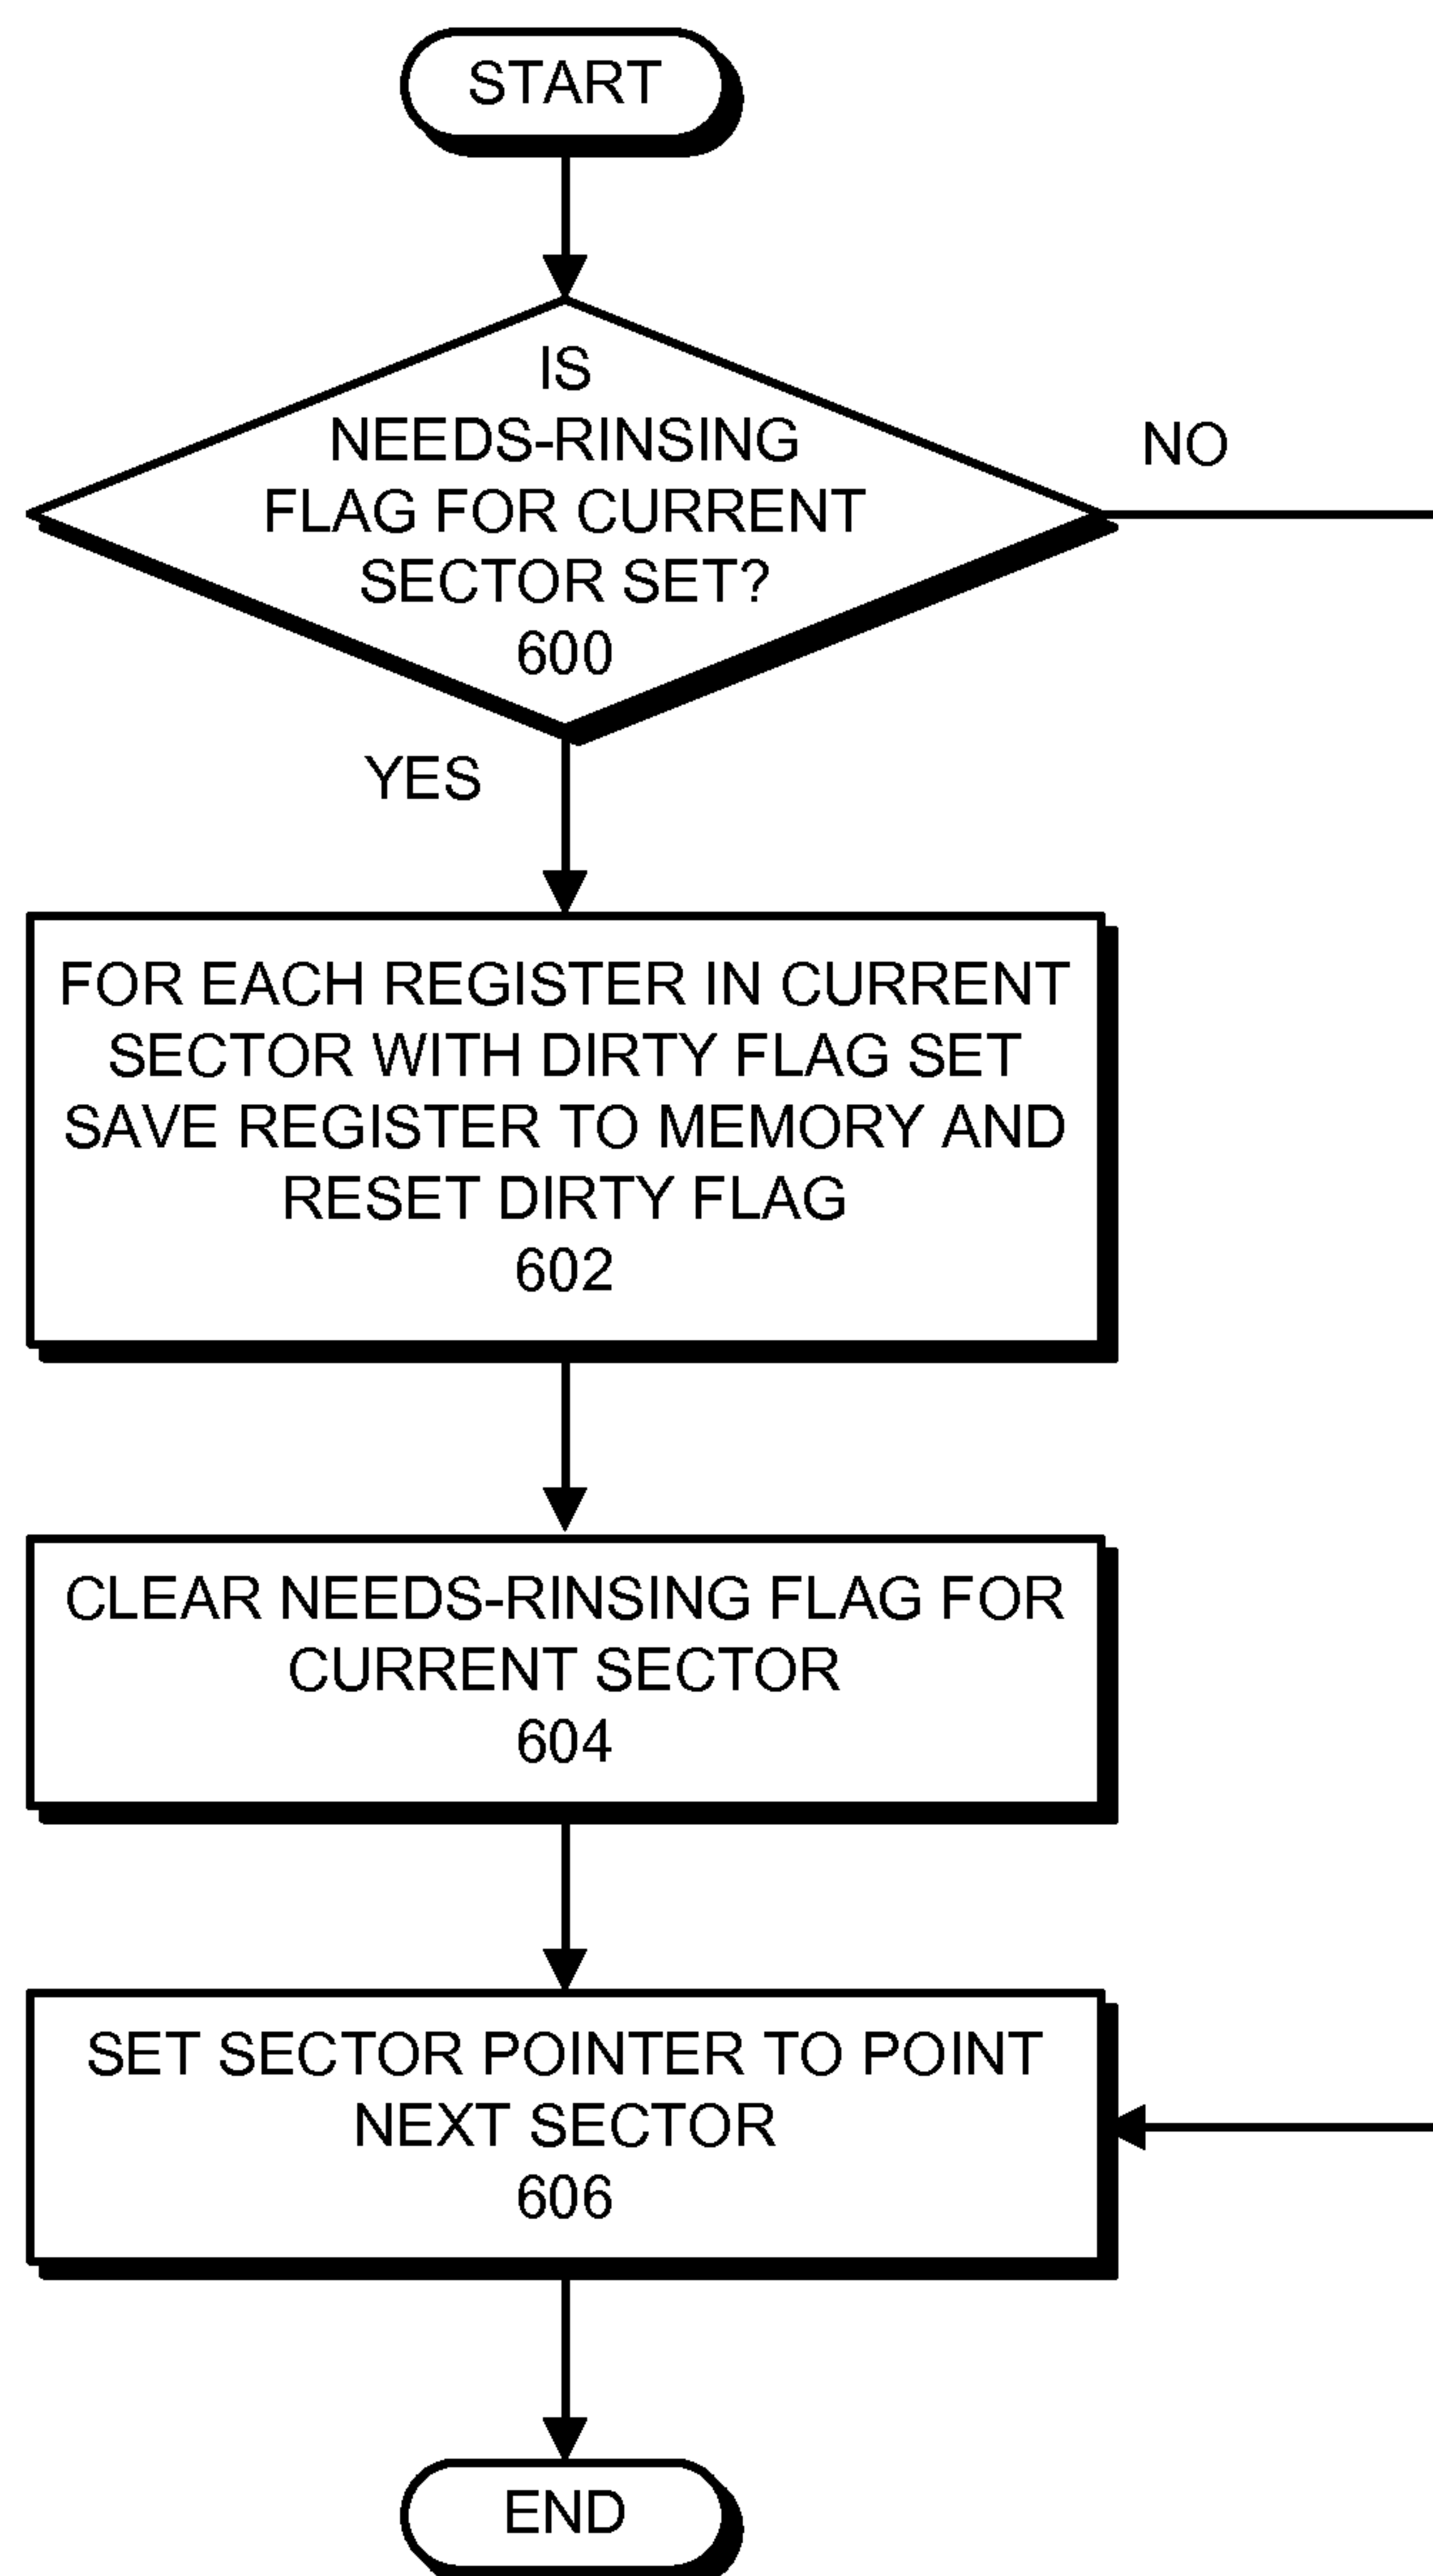 START
IS
NEEDS-RINSING
FLAG FOR CURRENT
SECTOR SET?
600
NO
YES
FOR EACH REGISTER IN CURRENT
SECTOR WITH DIRTY FLAG SET
SAVE REGISTER TO MEMORY AND
RESET DIRTY FLAG
602
CLEAR NEEDS-RINSING FLAG FOR
CURRENT SECTOR
604
SET SECTOR POINTER TO POINT
NEXT SECTOR
606
END